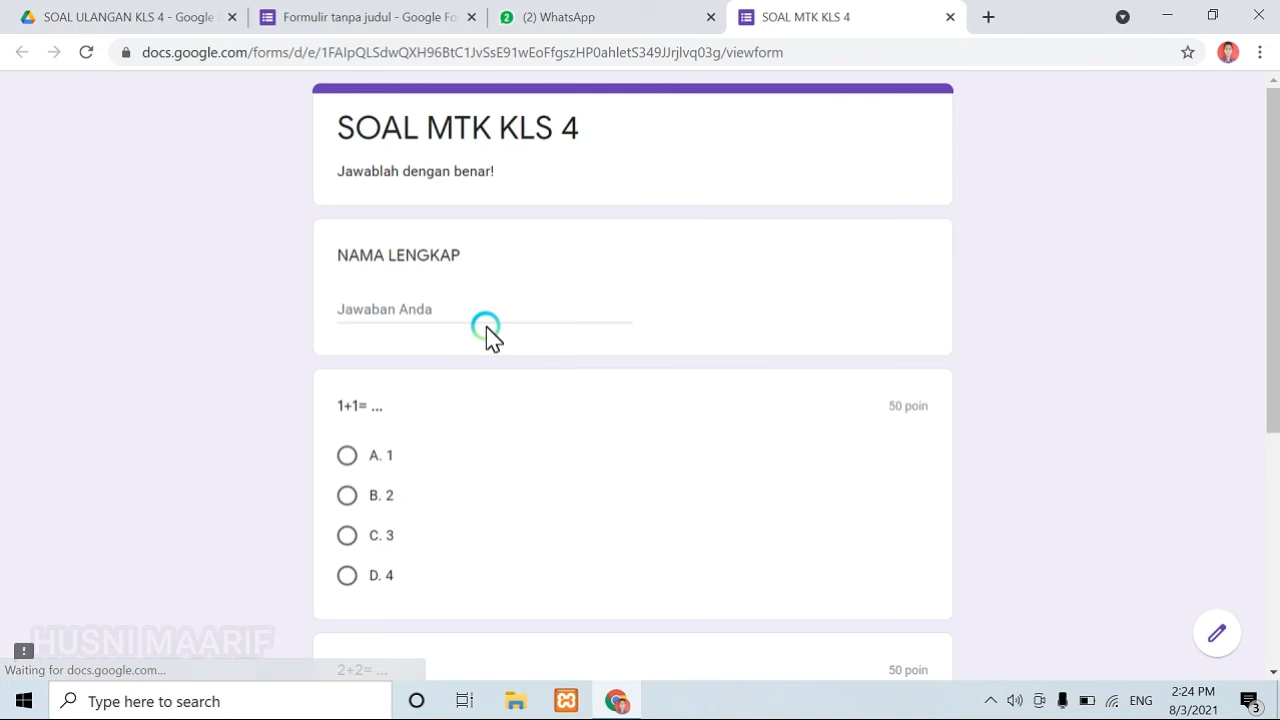 SOAL ULANGAN KLS 4 - Google
Formulir tanpa judul - Google Fo
(2) WhatsApp
SOAL MTK KLS 4
docs.google.com/forms/d/e/1FAIpQLSdwQXH96BtC1JvSsE91wEoFfgszHP0ahletS349JJrjlvq03g/viewform
SOAL MTK KLS 4
Jawablah dengan benar!
NAMA LENGKAP
Jawaban Anda
1+1= ...
50 poin
A. 1
B. 2
C. 3
D. 4
HUSNI MAARIF
Waiting for docs.google.com...
2+2= ...
50 poin
Type here to search
ENG
2:24 PM
8/3/2021
3